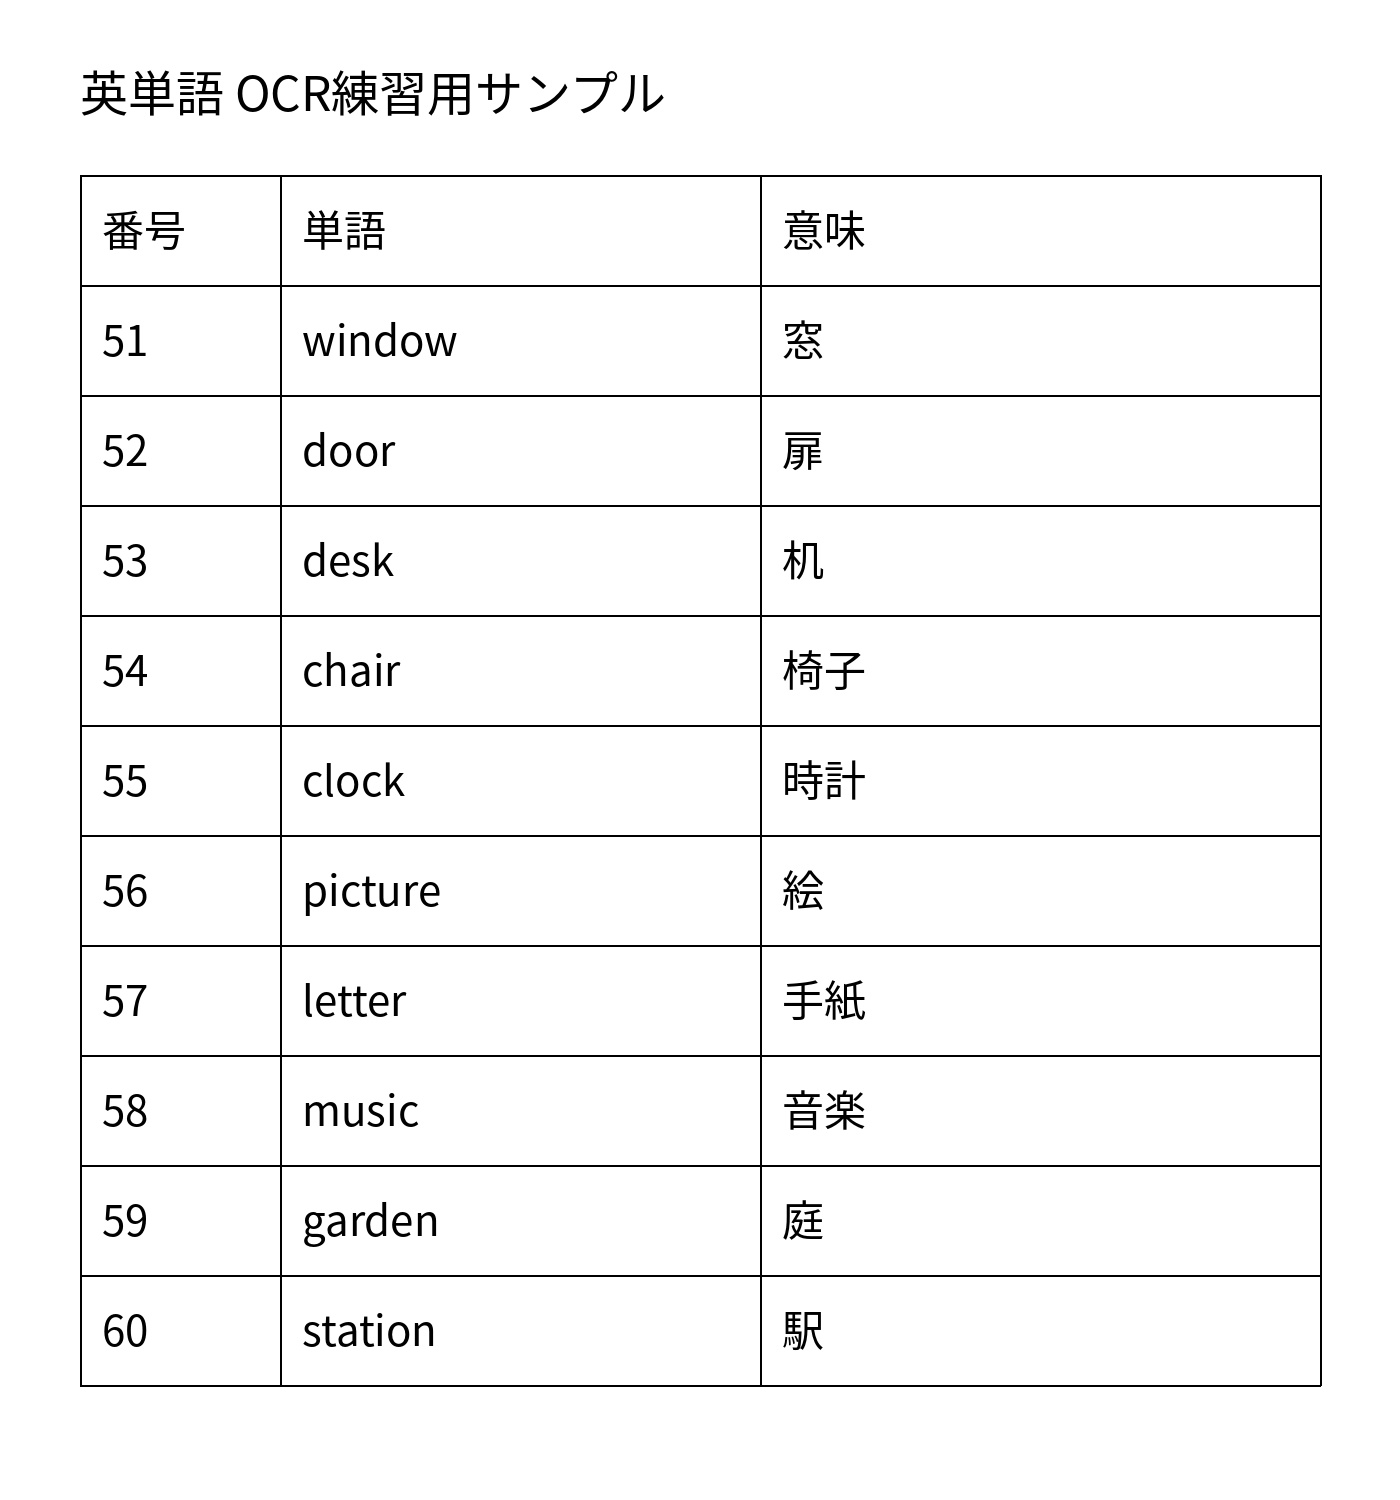 英単語 OCR練習用サンプル
番号 単語 意味
51 window 窓
52 door 扉
53 desk 机
54 chair 椅子
55 clock 時計
56 picture 絵
57 letter 手紙
58 music 音楽
59 garden 庭
60 station 駅